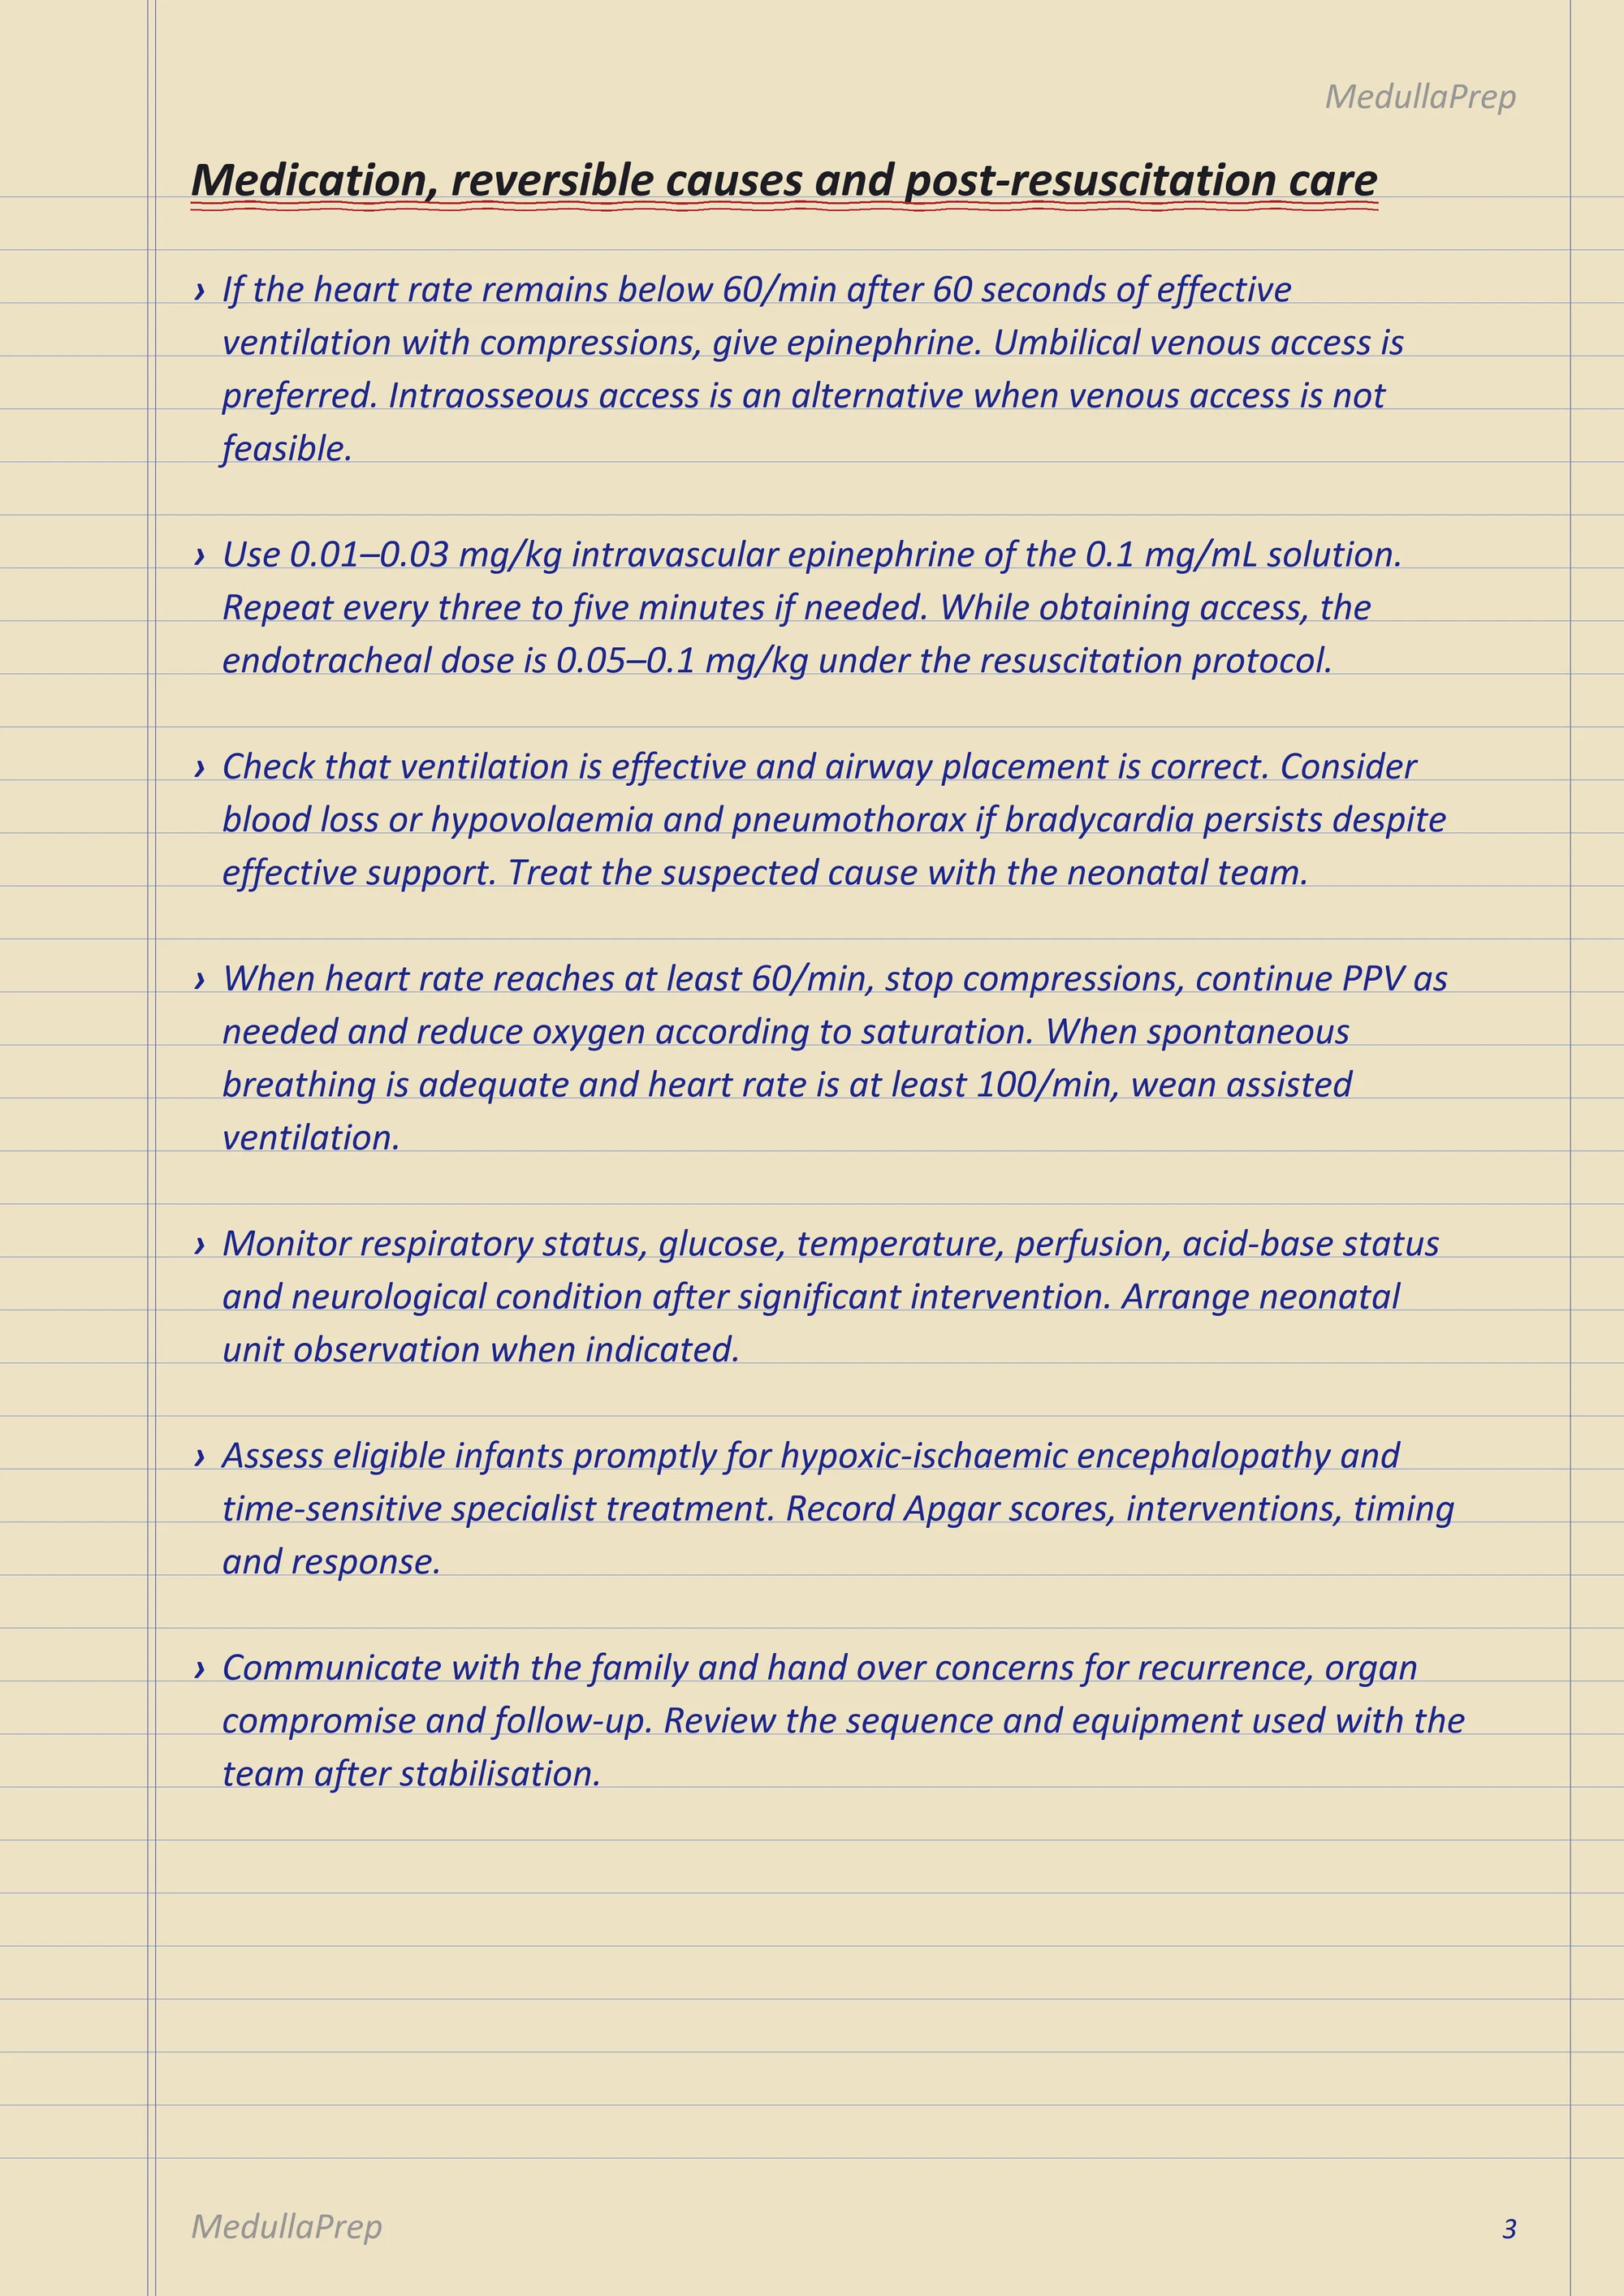 MedullaPrep
Medication, reversible causes and post-resuscitation care
› If the heart rate remains below 60/min after 60 seconds of effective
ventilation with compressions, give epinephrine. Umbilical venous access is
preferred. Intraosseous access is an alternative when venous access is not
feasible.
› Use 0.01–0.03 mg/kg intravascular epinephrine of the 0.1 mg/mL solution.
Repeat every three to five minutes if needed. While obtaining access, the
endotracheal dose is 0.05–0.1 mg/kg under the resuscitation protocol.
› Check that ventilation is effective and airway placement is correct. Consider
blood loss or hypovolaemia and pneumothorax if bradycardia persists despite
effective support. Treat the suspected cause with the neonatal team.
› When heart rate reaches at least 60/min, stop compressions, continue PPV as
needed and reduce oxygen according to saturation. When spontaneous
breathing is adequate and heart rate is at least 100/min, wean assisted
ventilation.
› Monitor respiratory status, glucose, temperature, perfusion, acid-base status
and neurological condition after significant intervention. Arrange neonatal
unit observation when indicated.
› Assess eligible infants promptly for hypoxic-ischaemic encephalopathy and
time-sensitive specialist treatment. Record Apgar scores, interventions, timing
and response.
› Communicate with the family and hand over concerns for recurrence, organ
compromise and follow-up. Review the sequence and equipment used with the
team after stabilisation.
MedullaPrep
3